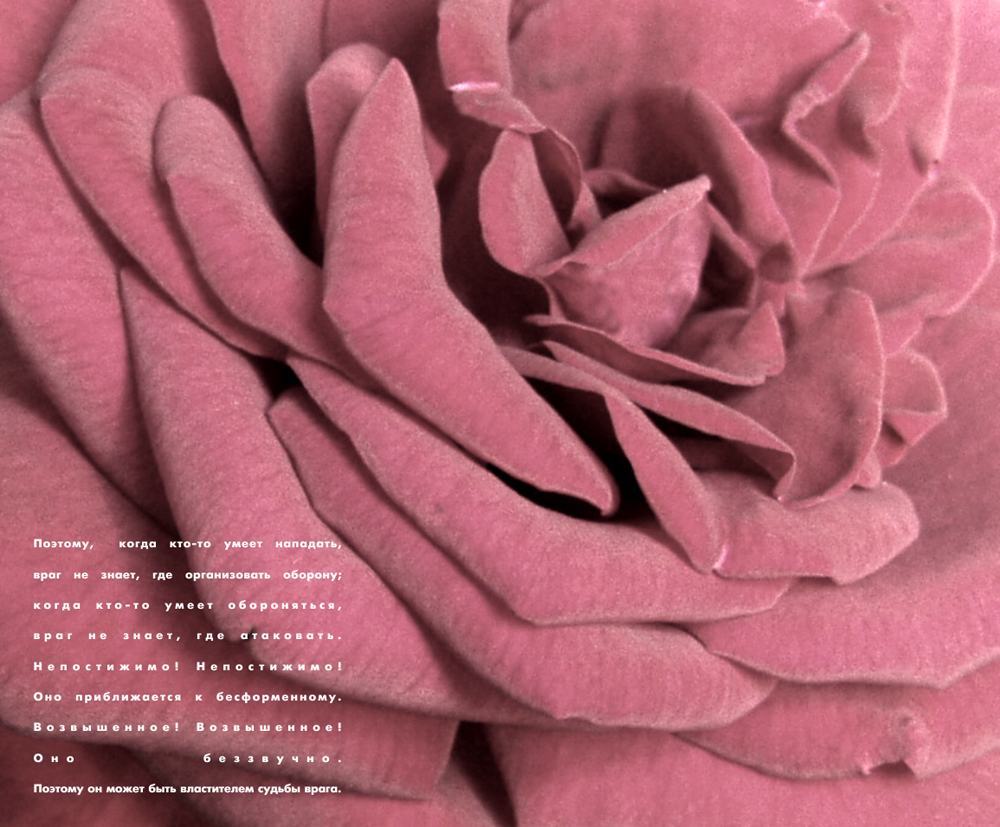 Поэтому, когда кто-то умеет нападать,
враг не знает, где организовать оборону;
когда кто-то умеет обороняться,
враг не знает, где атаковать.
Непостижимо! Непостижимо!
Оно приближается к бесформенному.
Возвышенное! Возвышенное!
Оно беззвучно.
Поэтому он может быть властителем судьбы врага.